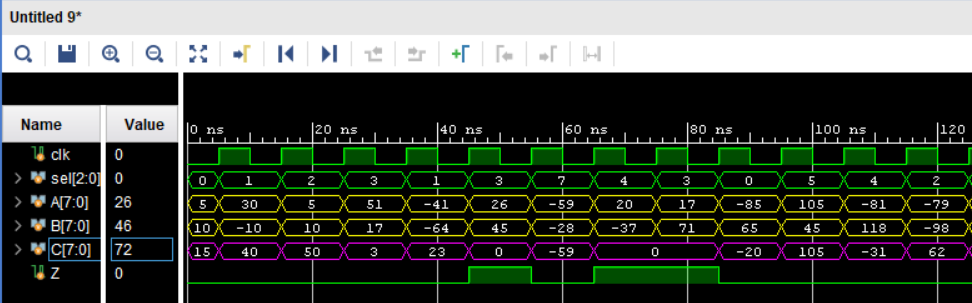 Untitled 9*
Name Value 0 ns 20 ns 40 ns 60 ns 80 ns 100 ns 120
clk 0
sel[2:0] 0 0 1 2 3 1 3 7 4 3 0 5 4 2
A[7:0] 26 5 30 5 51 -41 26 -59 20 17 -85 105 -81 -79
B[7:0] 46 10 -10 10 17 -64 45 -28 -37 71 65 45 118 -98
C[7:0] 72 15 40 50 3 23 0 -59 0 -20 105 -31 62
Z 0